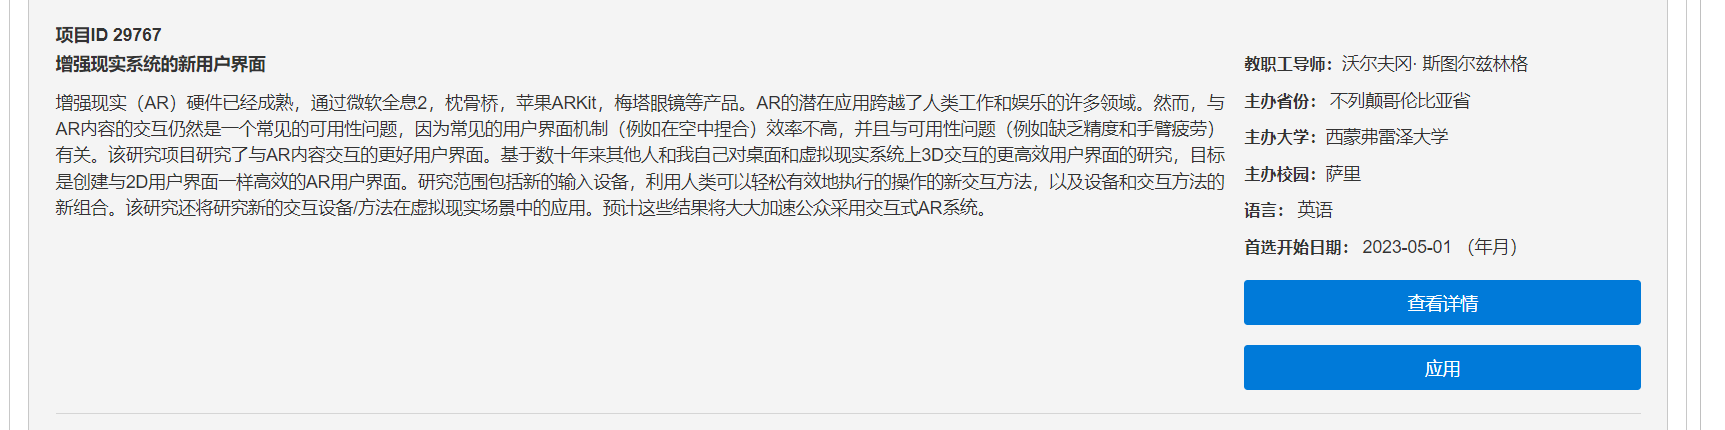 项目ID 29767
增强现实系统的新用户界面
增强现实（AR）硬件已经成熟，通过微软全息2，枕骨桥，苹果ARKit，梅塔眼镜等产品。AR的潜在应用跨越了人类工作和娱乐的许多领域。然而，与
AR内容的交互仍然是一个常见的可用性问题，因为常见的用户界面机制（例如在空中捏合）效率不高，并且与可用性问题（例如缺乏精度和手臂疲劳）
有关。该研究项目研究了与AR内容交互的更好用户界面。基于数十年来其他人和我自己对桌面和虚拟现实系统上3D交互的更高效用户界面的研究，目标
是创建与2D用户界面一样高效的AR用户界面。研究范围包括新的输入设备，利用人类可以轻松有效地执行的操作的新交互方法，以及设备和交互方法的
新组合。该研究还将研究新的交互设备/方法在虚拟现实场景中的应用。预计这些结果将大大加速公众采用交互式AR系统。
教职工导师：沃尔夫冈· 斯图尔兹林格
主办省份： 不列颠哥伦比亚省
主办大学：西蒙弗雷泽大学
主办校园：萨里
语言： 英语
首选开始日期： 2023-05-01 （年月）
查看详情
应用